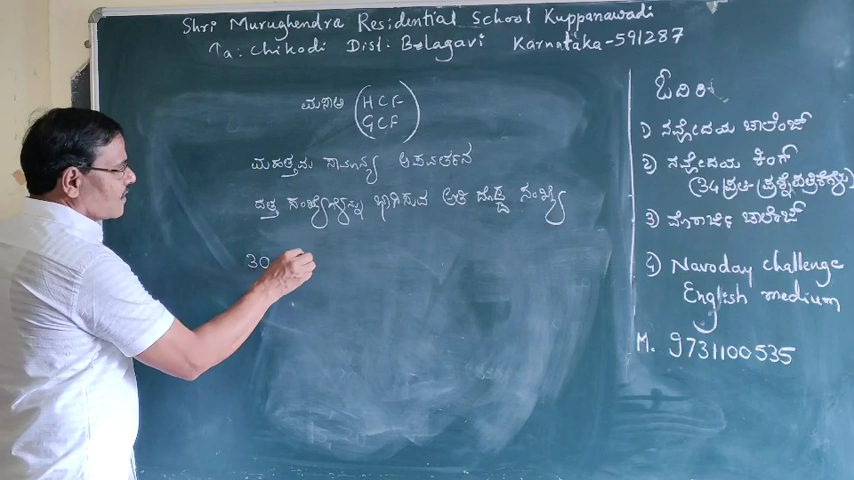 Shri Murughendra Residential School Kuppanawadi
Ta: Chikodi Dist: Belagavi Karnataka-591287
ಮಸಾಅ (HCF
GCF)
ಮಹತ್ತಮ ಸಾಮಾನ್ಯ ಅಪವರ್ತನ
ದತ್ತ ಸಂಖ್ಯೆಗಳನ್ನು ಭಾಗಿಸುವ ಅತಿ ದೊಡ್ಡ ಸಂಖ್ಯೆ
30
ಓದಿರಿ
1) ನವೋದಯ ಚಾಲೆಂಜ್
2) ನವೋದಯ ಕಿಂಗ್
(34 ಪ್ರಶ್ನೆಪತ್ರಿಕೆಗಳು)
3) ಮೊರಾರ್ಜಿ ಚಾಲೆಂಜ್
4) Navoday challenge
English medium
M. 9731100535